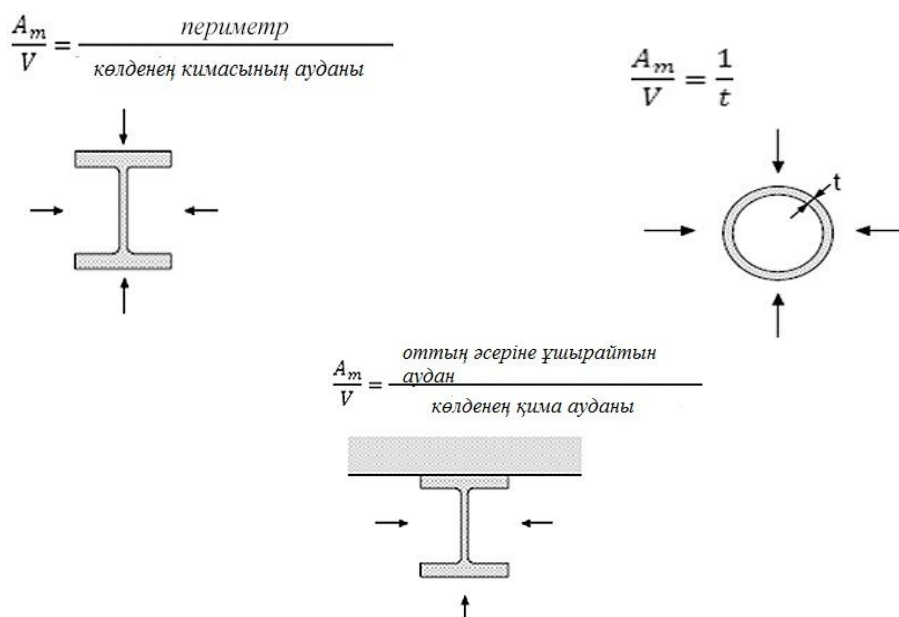 A_m/V = периметр / көлденең кимасының ауданы
A_m/V = 1/t
t
A_m/V = оттың әсеріне ұшырайтын
аудан / көлденең қима ауданы